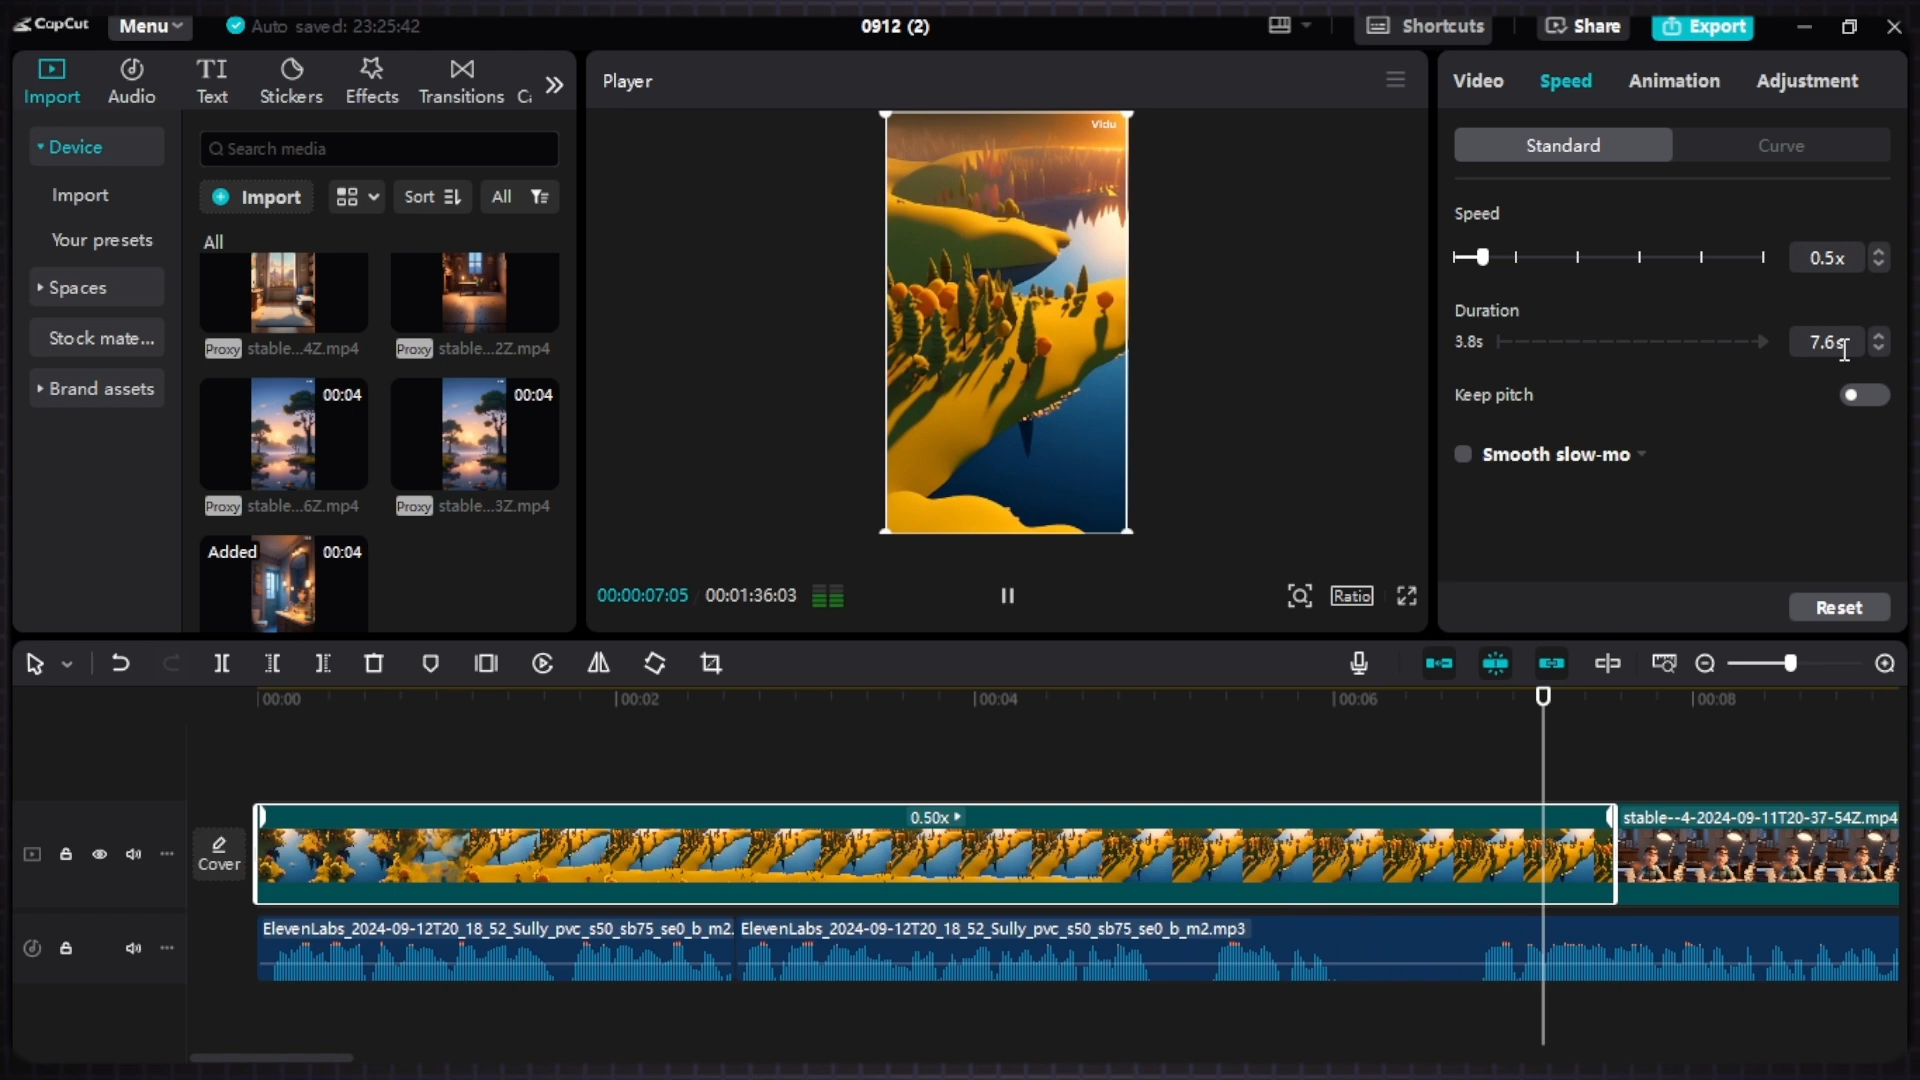 CapCut Menu Auto saved: 23:25:42 0912 (2) Shortcuts Share Export
Import Audio TI Text Stickers Effects Transitions
Device
Import
Your presets
Spaces
Stock mate...
Brand assets
Search media
Import Sort All
All
Proxy stable...4Z.mp4 Proxy stable...2Z.mp4
00:04 00:04
Proxy stable...6Z.mp4 Proxy stable...3Z.mp4
Added 00:04
Player
Vidu
00:00:07:05 00:01:36:03 Ratio
Video Speed Animation Adjustment
Standard Curve
Speed
0.5x
Duration
3.8s 7.6s
Keep pitch
Smooth slow-mo
Reset
00:00 00:02 00:04 00:06 00:08
0.50x stable--4-2024-09-11T20-37-54Z.mp4
Cover
ElevenLabs_2024-09-12T20_18_52_Sully_pvc_s50_sb75_se0_b_m2. ElevenLabs_2024-09-12T20_18_52_Sully_pvc_s50_sb75_se0_b_m2.mp3